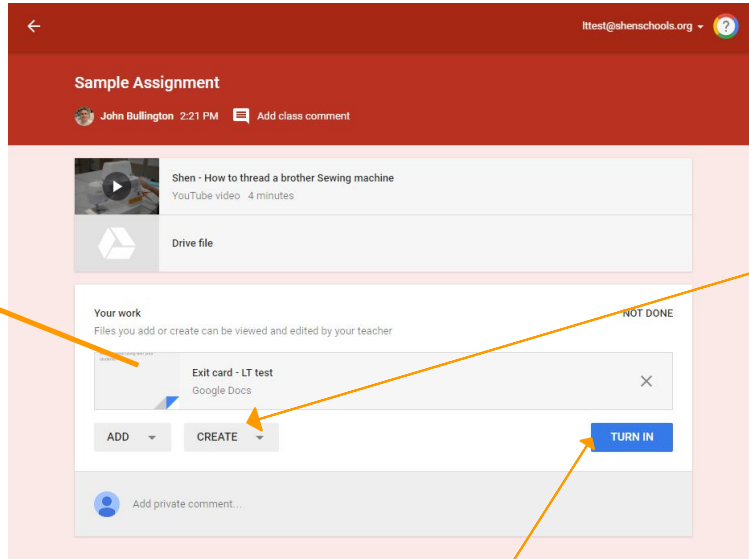 lttest@shenschools.org
?
Sample Assignment
John Bullington 2:21 PM Add class comment
Shen - How to thread a brother Sewing machine
YouTube video 4 minutes
Drive file
Your work NOT DONE
Files you add or create can be viewed and edited by your teacher
Exit card - LT test
Google Docs
ADD CREATE TURN IN
Add private comment...